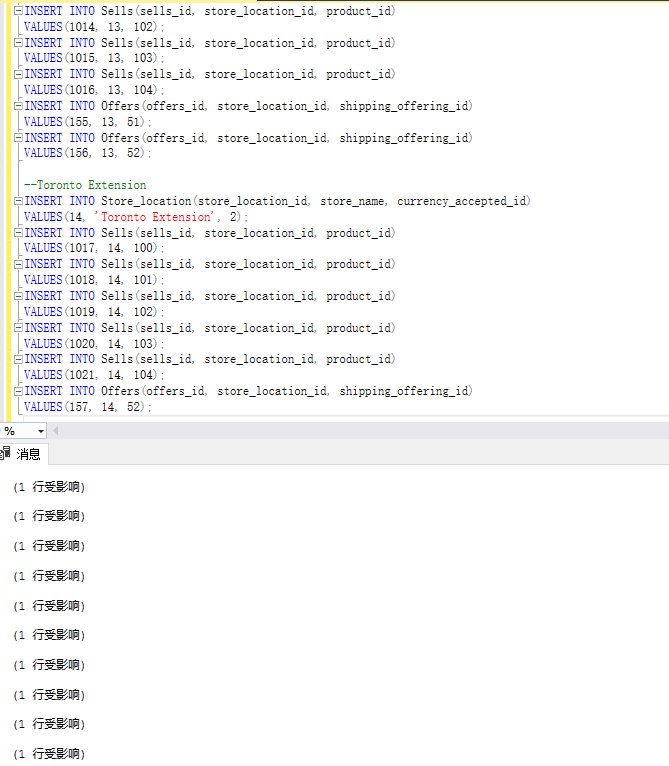 INSERT INTO Sells(sells_id, store_location_id, product_id)
VALUES(1014, 13, 102);
INSERT INTO Sells(sells_id, store_location_id, product_id)
VALUES(1015, 13, 103);
INSERT INTO Sells(sells_id, store_location_id, product_id)
VALUES(1016, 13, 104);
INSERT INTO Offers(offers_id, store_location_id, shipping_offering_id)
VALUES(155, 13, 51);
INSERT INTO Offers(offers_id, store_location_id, shipping_offering_id)
VALUES(156, 13, 52);
--Toronto Extension
INSERT INTO Store_location(store_location_id, store_name, currency_accepted_id)
VALUES(14, 'Toronto Extension', 2);
INSERT INTO Sells(sells_id, store_location_id, product_id)
VALUES(1017, 14, 100);
INSERT INTO Sells(sells_id, store_location_id, product_id)
VALUES(1018, 14, 101);
INSERT INTO Sells(sells_id, store_location_id, product_id)
VALUES(1019, 14, 102);
INSERT INTO Sells(sells_id, store_location_id, product_id)
VALUES(1020, 14, 103);
INSERT INTO Sells(sells_id, store_location_id, product_id)
VALUES(1021, 14, 104);
INSERT INTO Offers(offers_id, store_location_id, shipping_offering_id)
VALUES(157, 14, 52);
%
消息
(1 行受影响)
(1 行受影响)
(1 行受影响)
(1 行受影响)
(1 行受影响)
(1 行受影响)
(1 行受影响)
(1 行受影响)
(1 行受影响)
(1 行受影响)